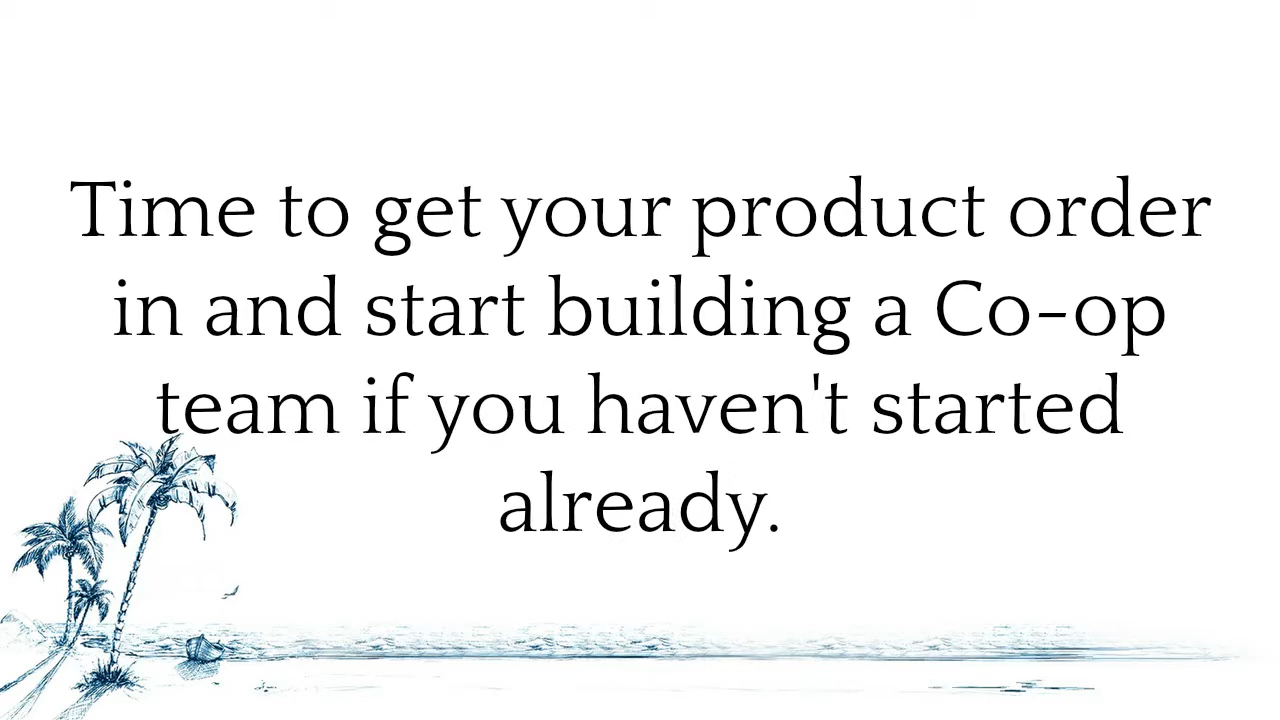 Time to get your product order
in and start building a Co-op
team if you haven't started
already.